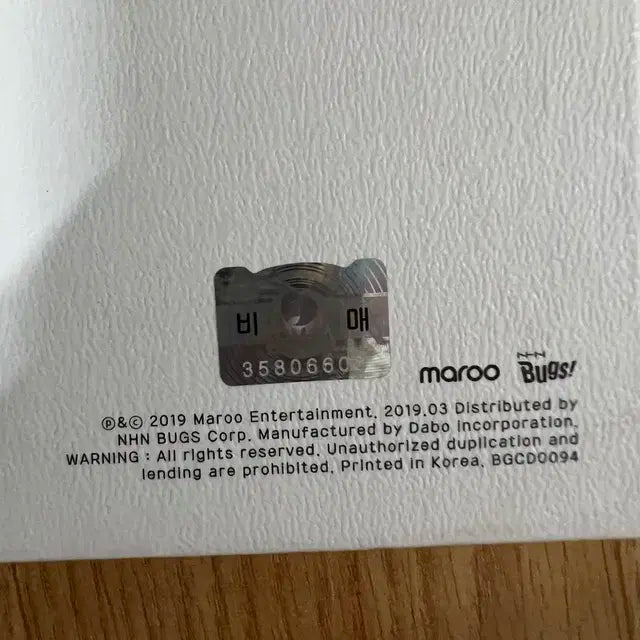 비 매
3580660
maroo NHN Bugs!
℗&© 2019 Maroo Entertainment, 2019.03 Distributed by
NHN BUGS Corp. Manufactured by Dabo incorporation,
WARNING : All rights reserved, Unauthorized duplication and
lending are prohibited, Printed in Korea, BGCD0094